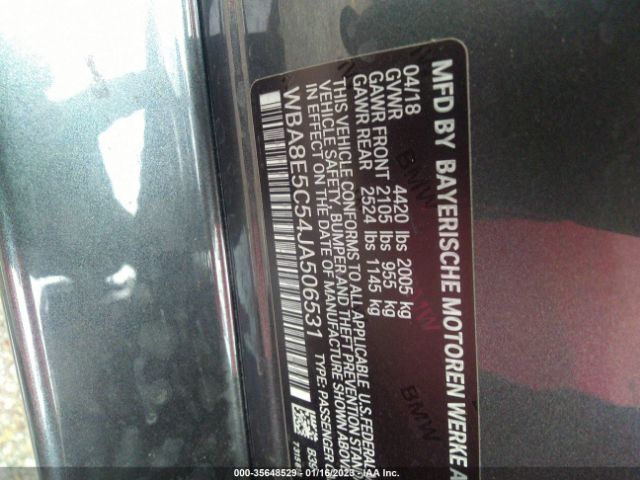 MFD BY BAYERISCHE MOTOREN WERKE A
04/18
GVWR 4420 lbs 2005 kg
GAWR FRONT 2105 lbs 955 kg
GAWR REAR 2524 lbs 1145 kg
THIS VEHICLE CONFORMS TO ALL APPLICABLE U.S. FEDERAL
VEHICLE SAFETY, BUMPER AND THEFT PREVENTION STAN
IN EFFECT ON THE DATE OF MANUFACTURE SHOWN ABOV
WBA8E5C54JA506531 TYPE: PASSENGER
BMW
BMW
000-35648529 - 01/16/2023 - IAA